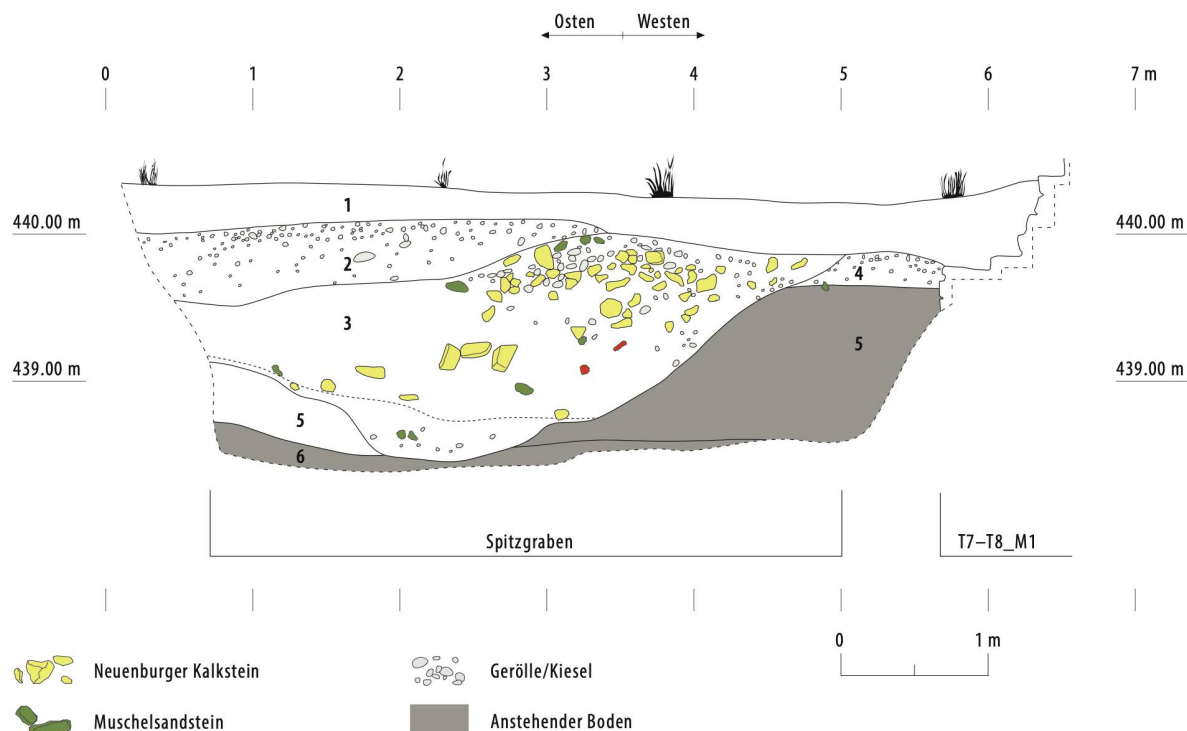 Osten Westen
0 1 2 3 4 5 6 7 m
1
440.00 m 440.00 m
2 4
3 5
439.00 m 439.00 m
5
6
Spitzgraben T7–T8_M1
0 1 m
Neuenburger Kalkstein Gerölle/Kiesel
Muschelsandstein Anstehender Boden